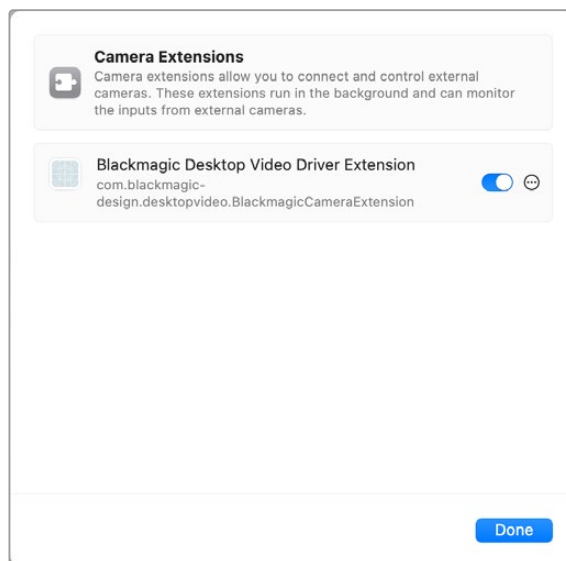 Camera Extensions
Camera extensions allow you to connect and control external
cameras. These extensions run in the background and can monitor
the inputs from external cameras.
Blackmagic Desktop Video Driver Extension
com.blackmagic-
design.desktopvideo.BlackmagicCameraExtension
Done